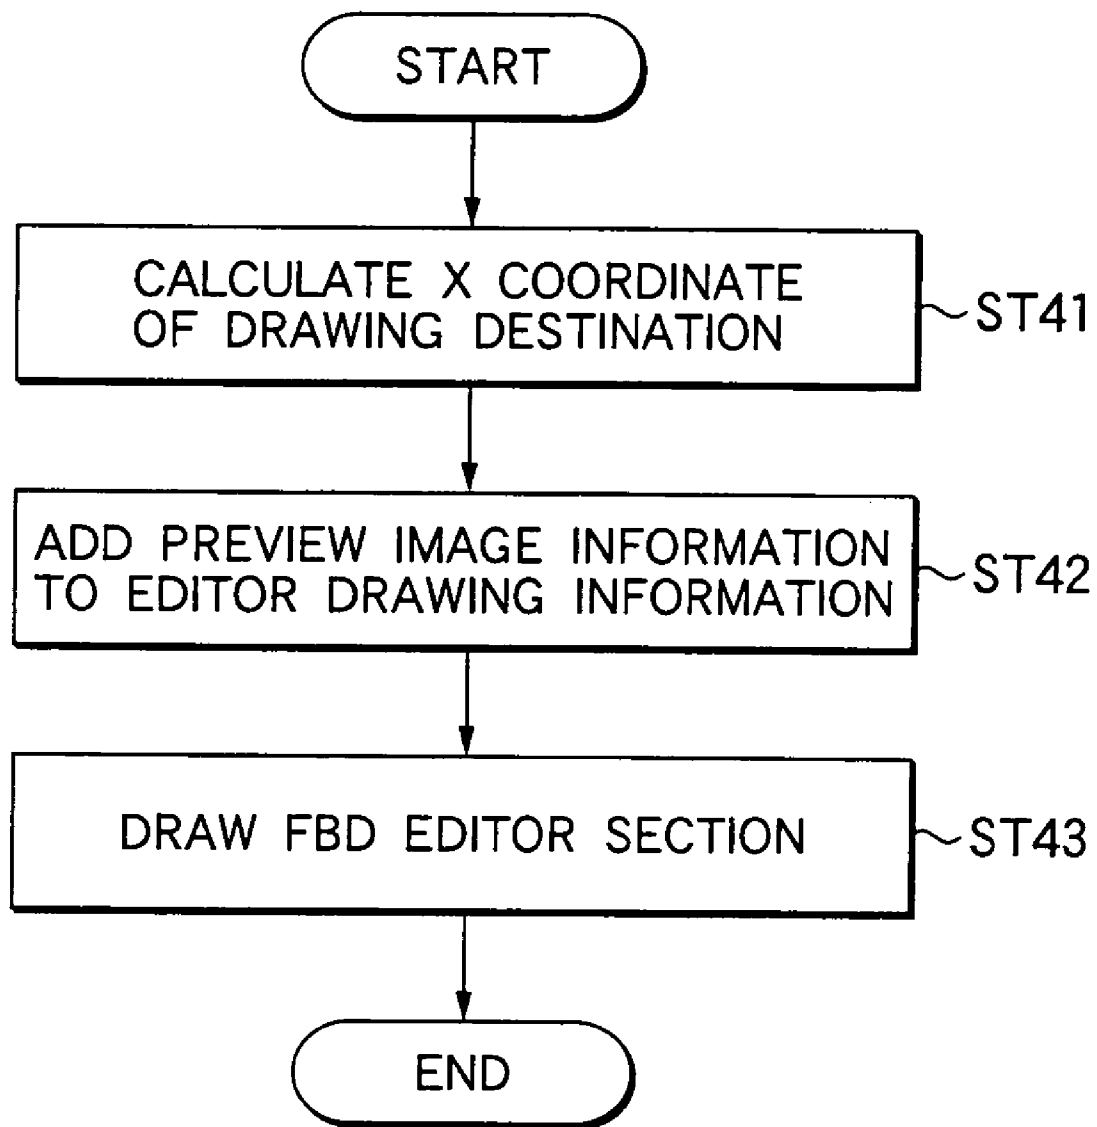 START
CALCULATE X COORDINATE
OF DRAWING DESTINATION
ST41
ADD PREVIEW IMAGE INFORMATION
TO EDITOR DRAWING INFORMATION
ST42
DRAW FBD EDITOR SECTION
ST43
END